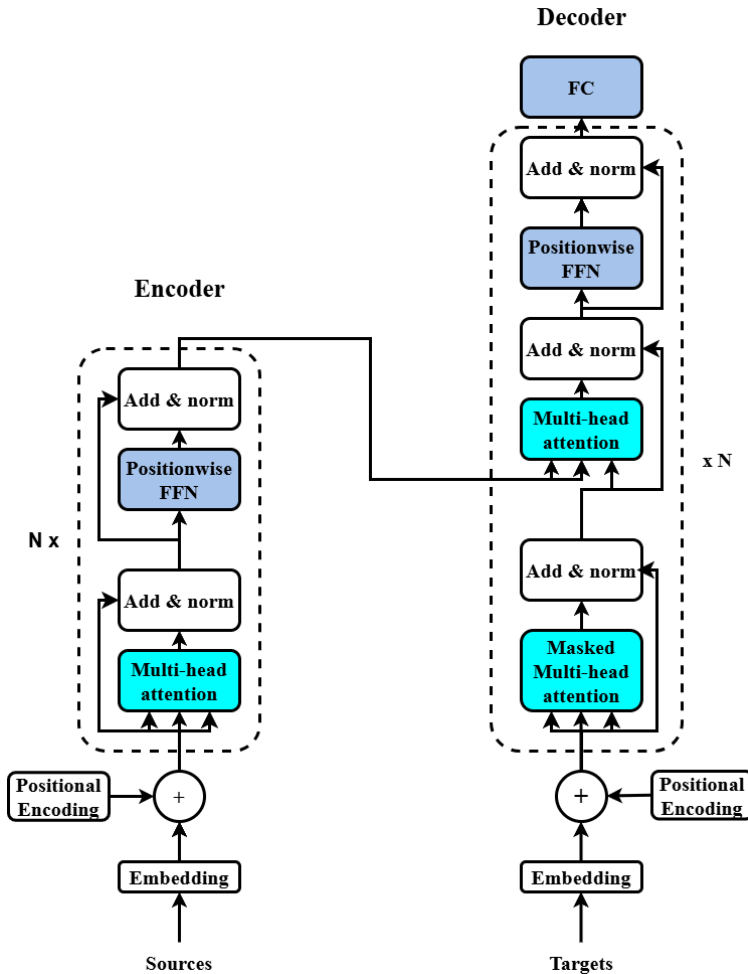 Decoder
FC
Add & norm
Positionwise
FFN
Add & norm
Multi-head
attention
x N
Add & norm
Masked
Multi-head
attention
+
Positional
Encoding
Embedding
Targets
Encoder
Add & norm
Positionwise
FFN
N x
Add & norm
Multi-head
attention
Positional
Encoding
+
Embedding
Sources